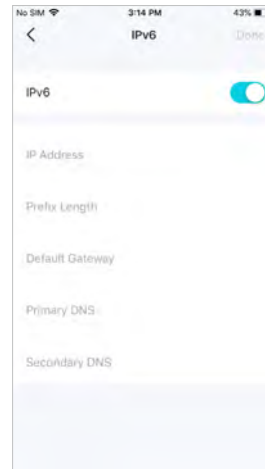 No SIM 3:14 PM 43%
IPv6 Done
IPv6
IP Address
Prefix Length
Default Gateway
Primary DNS
Secondary DNS